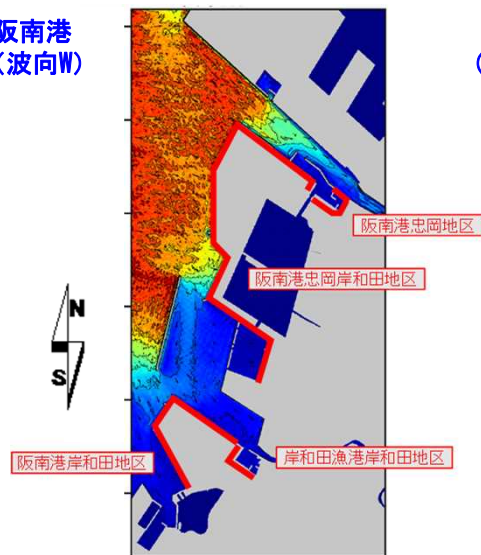 阪南港
（波向W）
（
N
S
阪南港忠岡地区
阪南港忠岡岸和田地区
阪南港岸和田地区
岸和田漁港岸和田地区